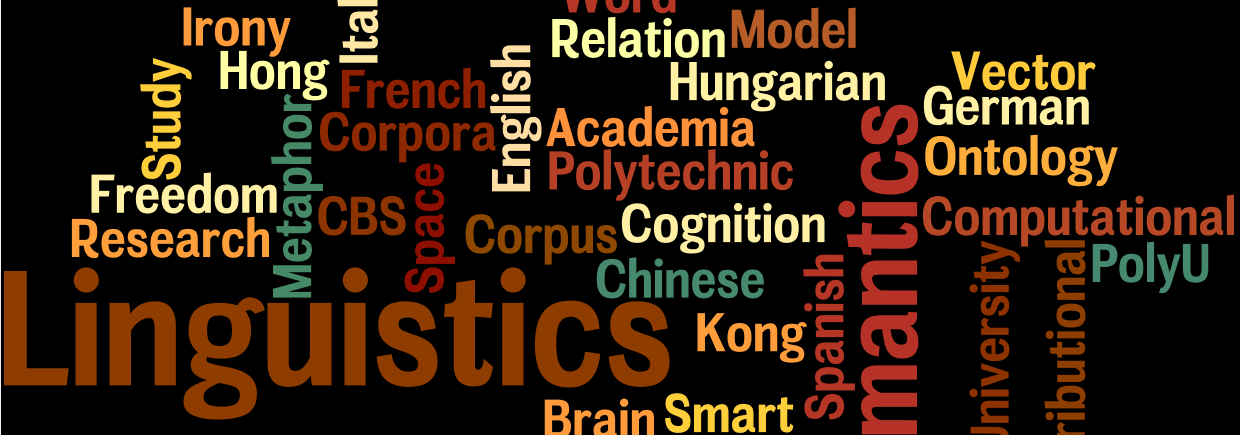 Word
Irony
Ital
Relation
Model
Hong
Study
French
English
Hungarian
Vector
German
Metaphor
Corpora
Academia
mantics
Ontology
Polytechnic
Freedom
CBS
Space
Corpus
Cognition
Computational
Research
Chinese
Spanish
University
ributional
PolyU
Linguistics
Kong
Brain
Smart